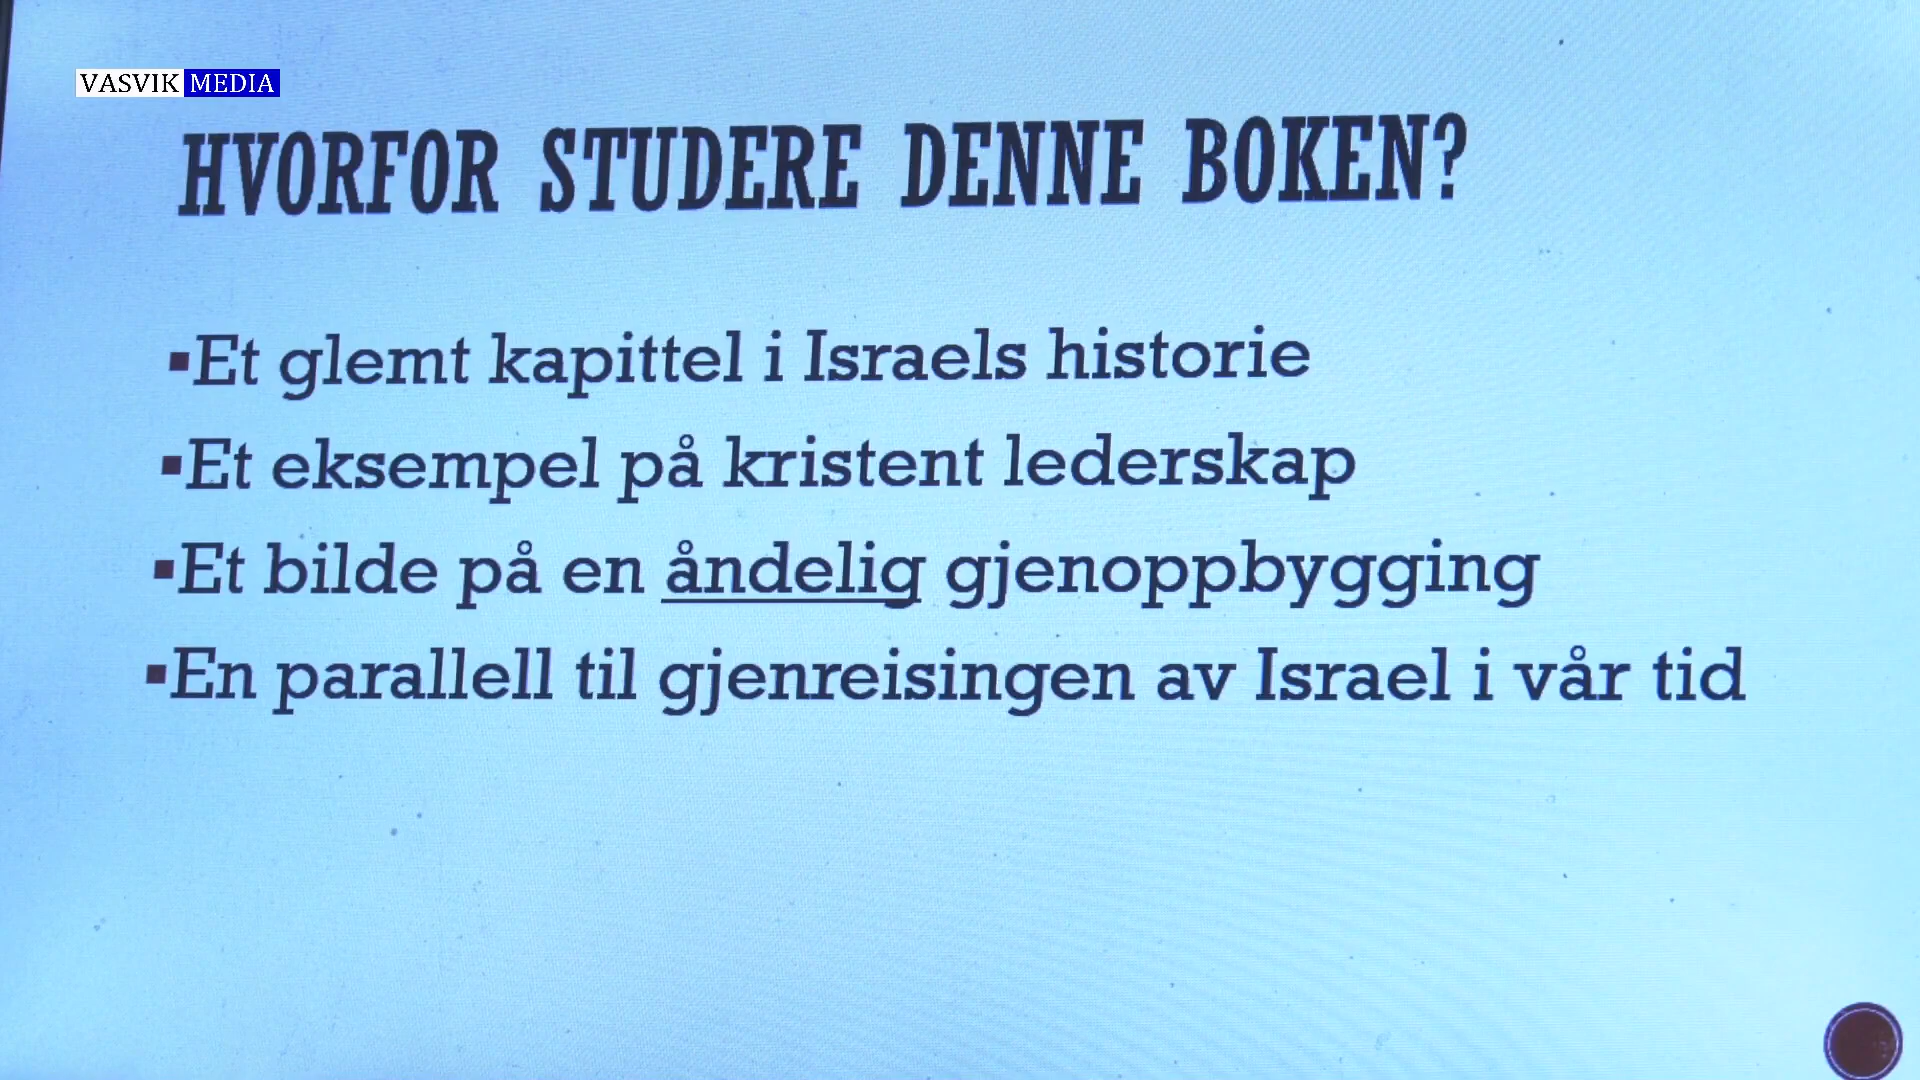 VASVIK MEDIA
HVORFOR STUDERE DENNE BOKEN?
▪Et glemt kapittel i Israels historie
▪Et eksempel på kristent lederskap
▪Et bilde på en åndelig gjenoppbygging
▪En parallell til gjenreisingen av Israel i vår tid